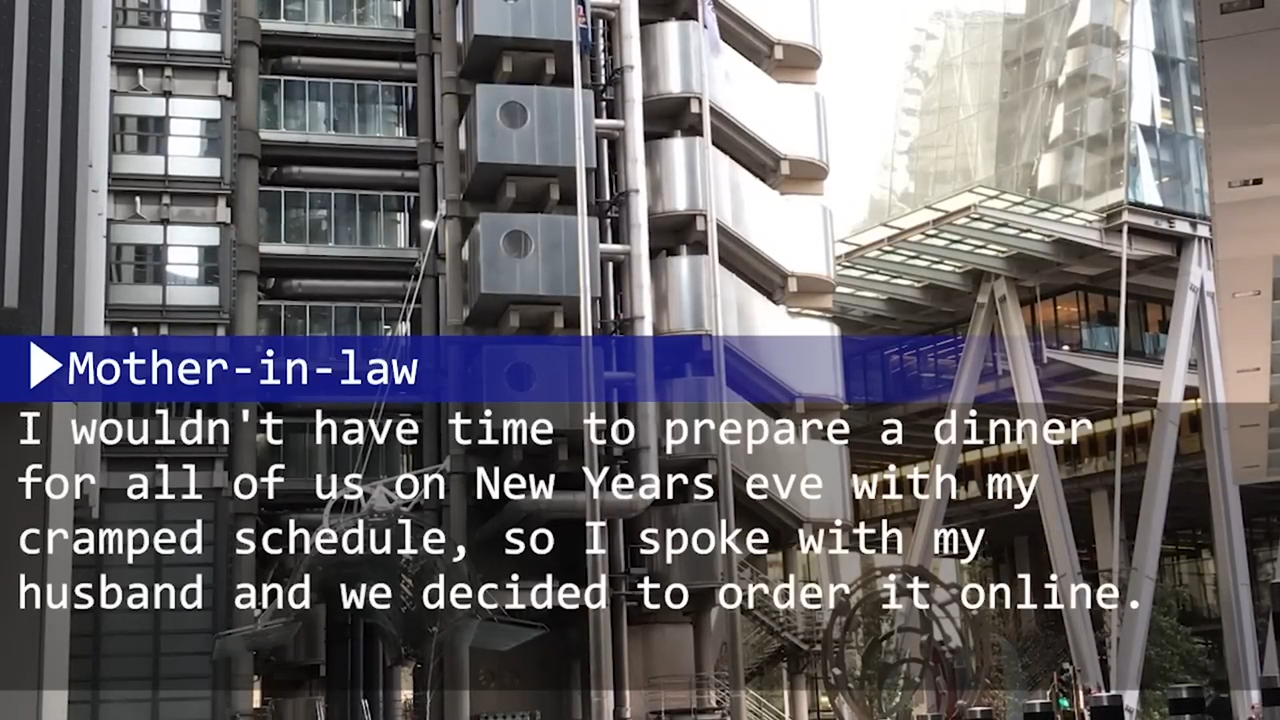 ▶Mother-in-law
I wouldn't have time to prepare a dinner
for all of us on New Years eve with my
cramped schedule, so I spoke with my
husband and we decided to order it online.